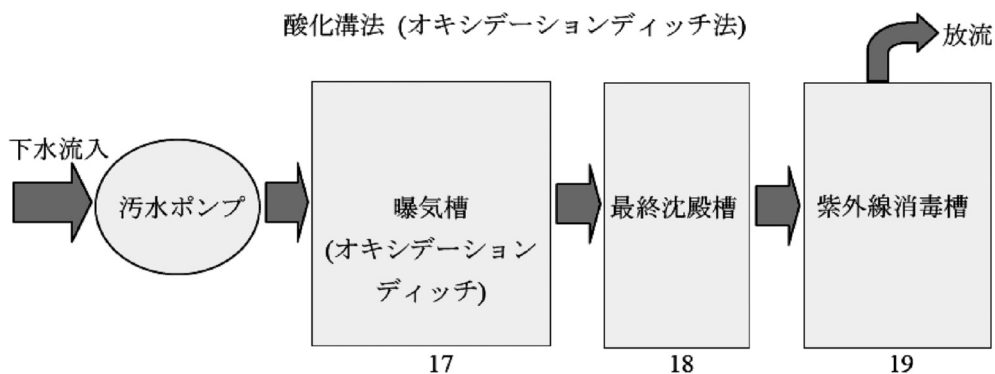 酸化溝法 (オキシデーションディッチ法)
放流
下水流入
汚水ポンプ
曝気槽
(オキシデーション
ディッチ)
最終沈殿槽
紫外線消毒槽
17
18
19